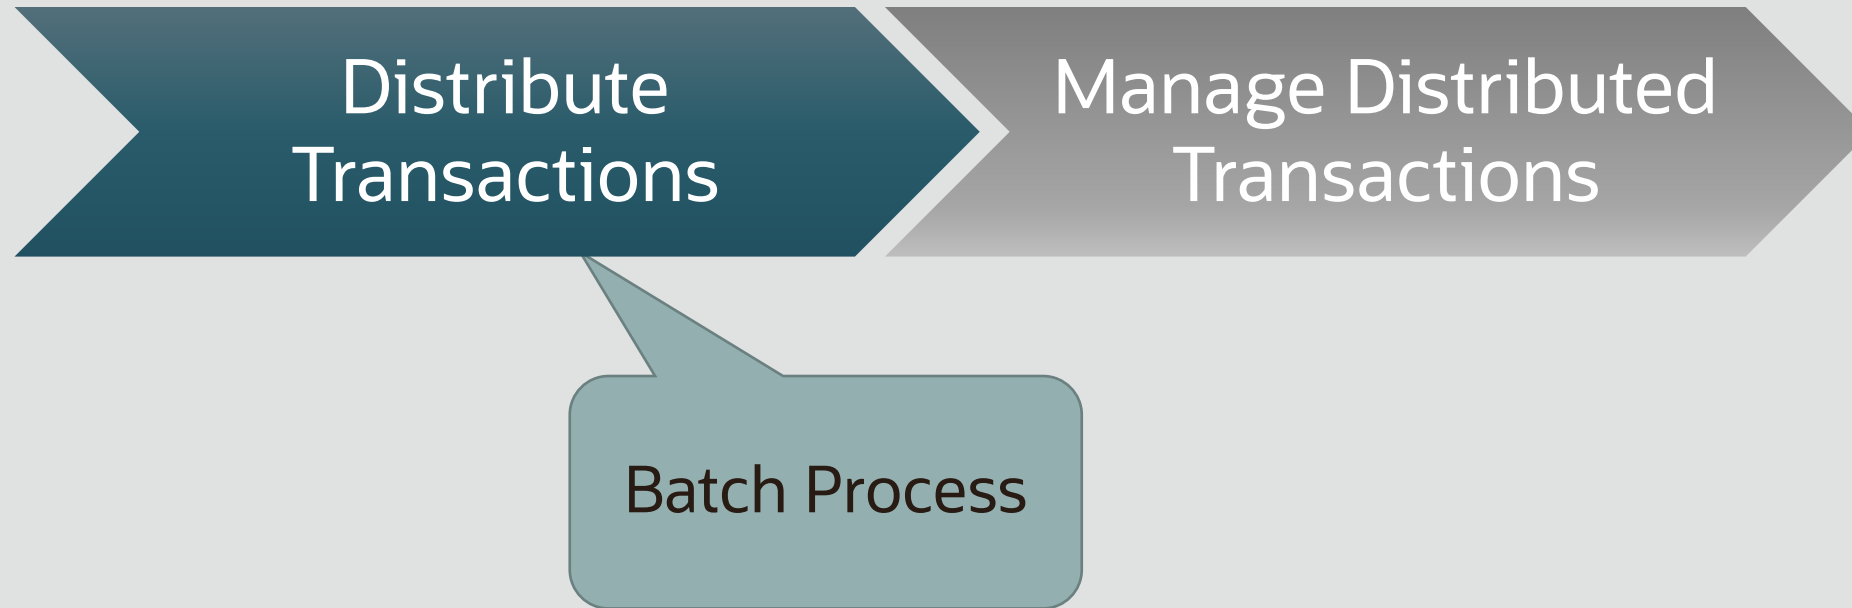 Distribute
Transactions
Manage Distributed
Transactions
Batch Process